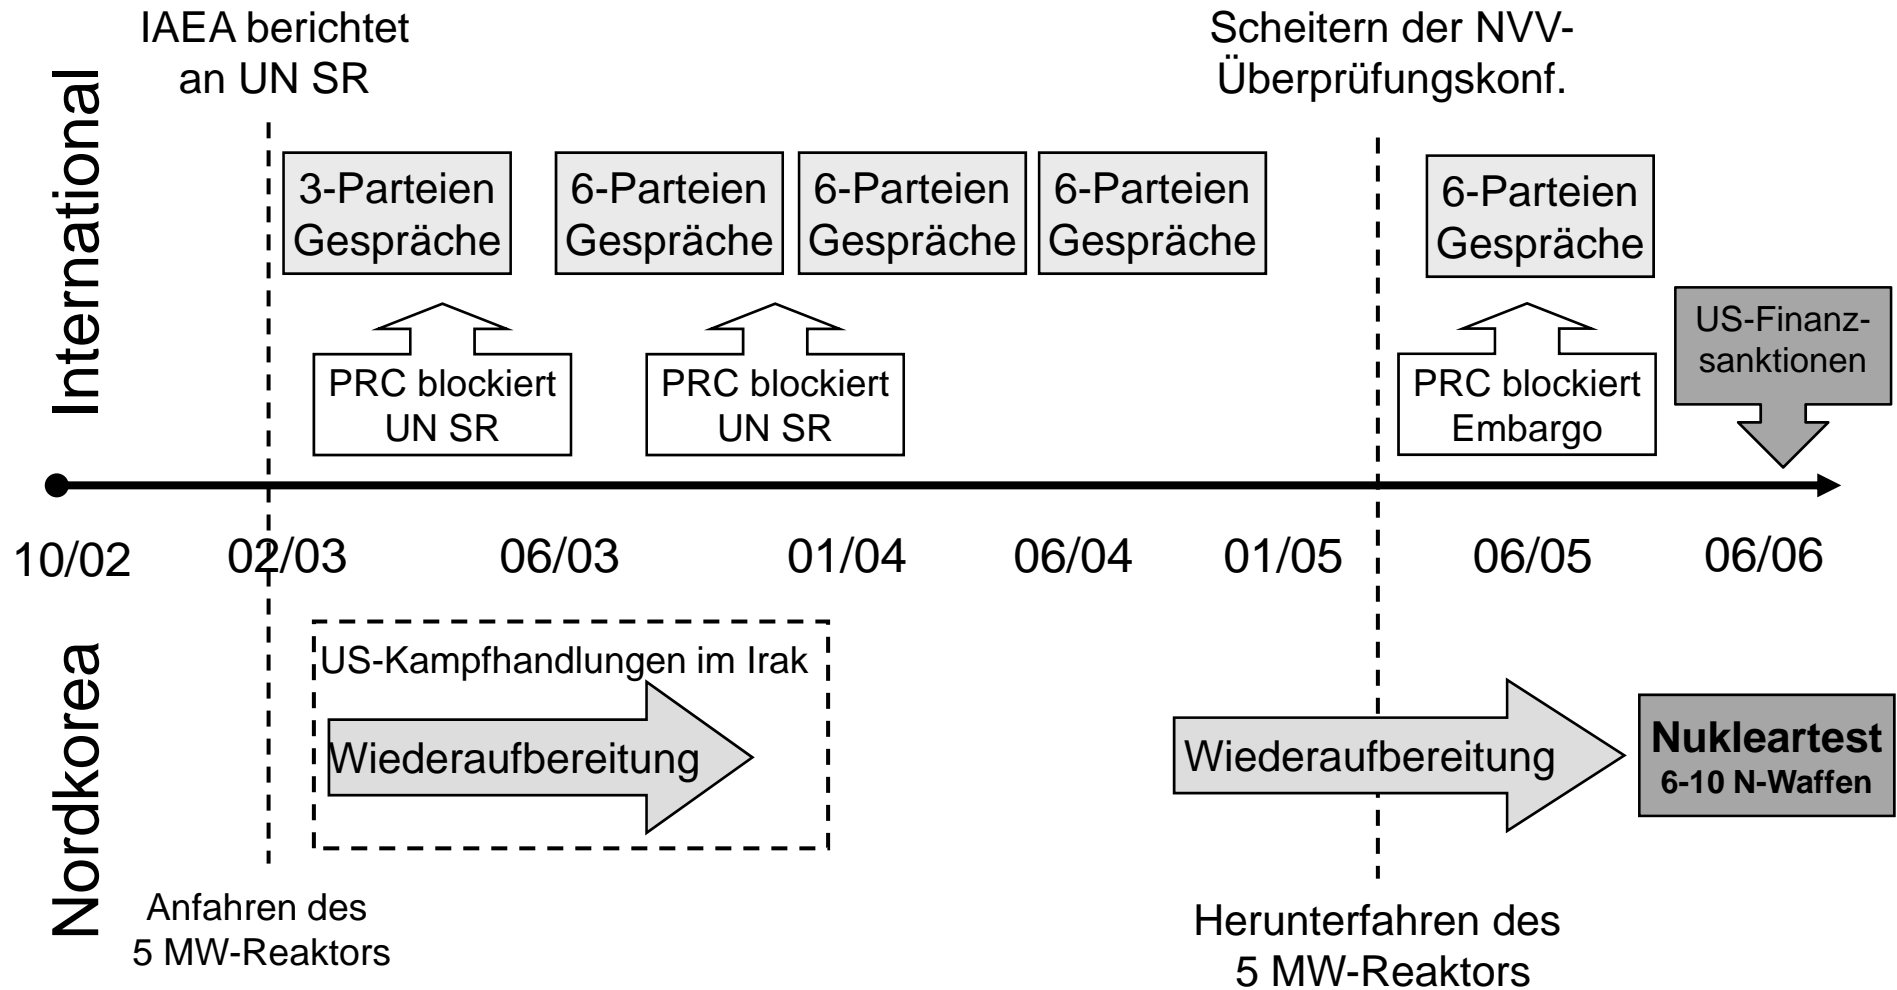 IAEA berichtet
an UN SR
Scheitern der NVV-
Überprüfungskonf.
International
3-Parteien
Gespräche
6-Parteien
Gespräche
6-Parteien
Gespräche
6-Parteien
Gespräche
6-Parteien
Gespräche
PRC blockiert
UN SR
PRC blockiert
UN SR
PRC blockiert
Embargo
US-Finanz-
sanktionen
10/02
02/03
06/03
01/04
06/04
01/05
06/05
06/06
Nordkorea
US-Kampfhandlungen im Irak
Wiederaufbereitung
Wiederaufbereitung
Nukleartest
6-10 N-Waffen
Anfahren des
5 MW-Reaktors
Herunterfahren des
5 MW-Reaktors